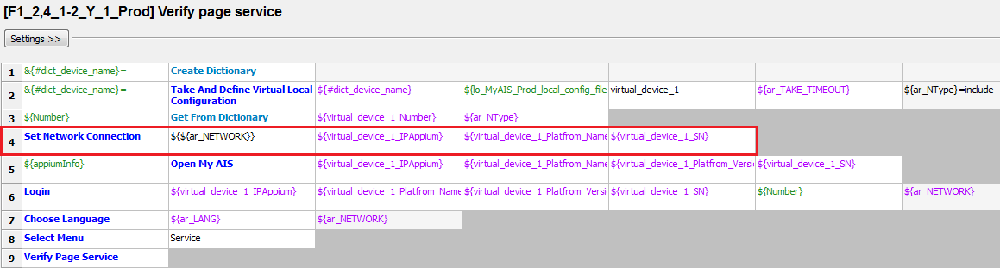 [F1_2,4_1-2_Y_1_Prod] Verify page service
Settings >>
1 &{#dict_device_name}= Create Dictionary
2 &{#dict_device_name}= Take And Define Virtual Local Configuration ${#dict_device_name} ${lo_MyAIS_Prod_local_config_file virtual_device_1 ${ar_TAKE_TIMEOUT} ${ar_NType}=include
3 ${Number} Get From Dictionary ${virtual_device_1_Number} ${ar_NType}
4 Set Network Connection ${${ar_NETWORK}} ${virtual_device_1_IPAppium} ${virtual_device_1_Platfrom_Name ${virtual_device_1_SN}
5 ${appiumInfo} Open My AIS ${virtual_device_1_IPAppium} ${virtual_device_1_Platfrom_Name ${virtual_device_1_Platfrom_Versio ${virtual_device_1_SN}
6 Login ${virtual_device_1_IPAppium} ${virtual_device_1_Platfrom_Name ${virtual_device_1_Platfrom_Versio ${virtual_device_1_SN} ${Number} ${ar_NETWORK}
7 Choose Language ${ar_LANG} ${ar_NETWORK}
8 Select Menu Service
9 Verify Page Service